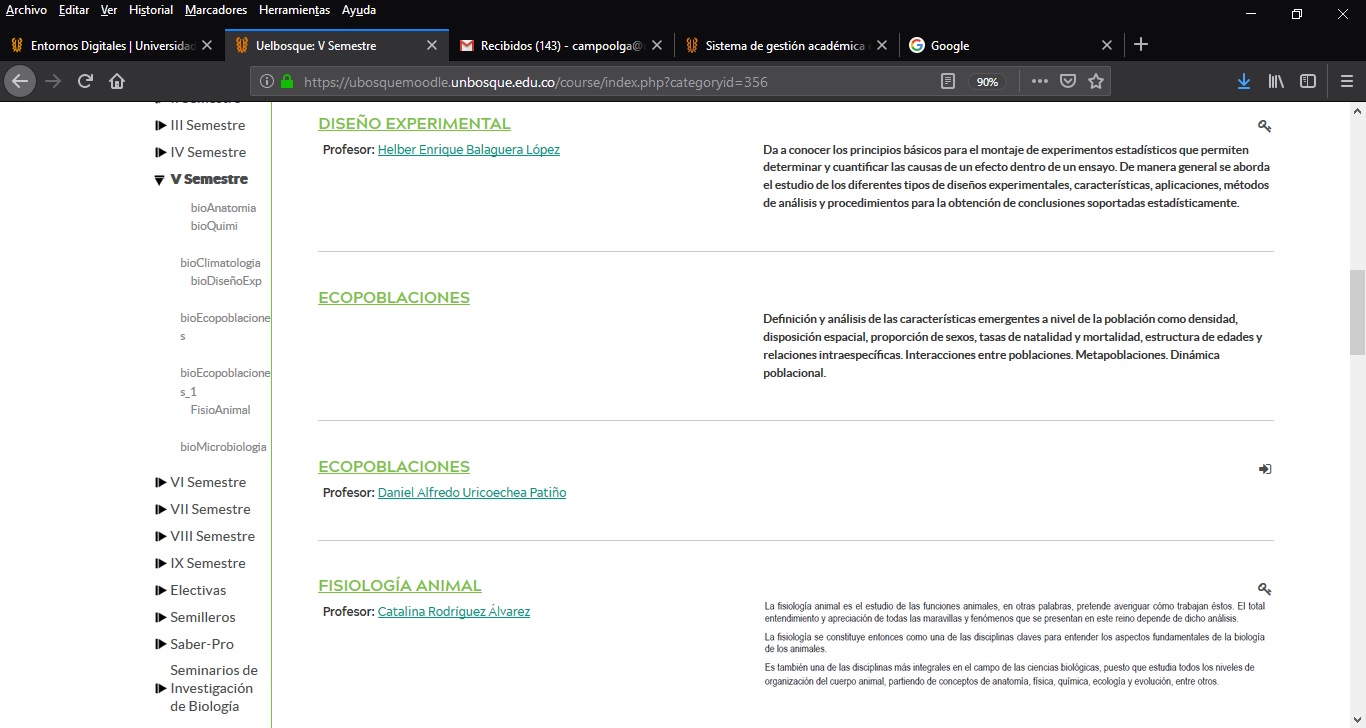 Archivo Editar Ver Historial Marcadores Herramientas Ayuda
Entornos Digitales | Universidad
Uelbosque: V Semestre
Recibidos (143) - campoolga@
Sistema de gestión académica
Google
https://ubosquemoodle.unbosque.edu.co/course/index.php?categoryid=356
90%
III Semestre
IV Semestre
V Semestre
bioAnatomia
bioQuimi
bioClimatologia
bioDiseñoExp
bioEcopoblacione
s
bioEcopoblacione
s_1
FisioAnimal
bioMicrobiologia
VI Semestre
VII Semestre
VIII Semestre
IX Semestre
Electivas
Semilleros
Saber-Pro
Seminarios de
Investigación
de Biología
DISEÑO EXPERIMENTAL
Profesor: Helber Enrique Balaguera López
Da a conocer los principios básicos para el montaje de experimentos estadísticos que permiten
determinar y cuantificar las causas de un efecto dentro de un ensayo. De manera general se aborda
el estudio de los diferentes tipos de diseños experimentales, características, aplicaciones, métodos
de análisis y procedimientos para la obtención de conclusiones soportadas estadísticamente.
ECOPOBLACIONES
Definición y análisis de las características emergentes a nivel de la población como densidad,
disposición espacial, proporción de sexos, tasas de natalidad y mortalidad, estructura de edades y
relaciones intraespecíficas. Interacciones entre poblaciones. Metapoblaciones. Dinámica
poblacional.
ECOPOBLACIONES
Profesor: Daniel Alfredo Uricoechea Patiño
FISIOLOGÍA ANIMAL
Profesor: Catalina Rodríguez Álvarez
La fisiología animal es el estudio de las funciones animales, en otras palabras, pretende averiguar cómo trabajan éstos. El total
entendimiento y apreciación de todas las maravillas y fenómenos que se presentan en este reino depende de dicho análisis.
La fisiología se constituye entonces como una de las disciplinas claves para entender los aspectos fundamentales de la biología
de los animales.
Es también una de las disciplinas más integrales en el campo de las ciencias biológicas, puesto que estudia todos los niveles de
organización del cuerpo animal, partiendo de conceptos de anatomía, física, química, ecología y evolución, entre otros.